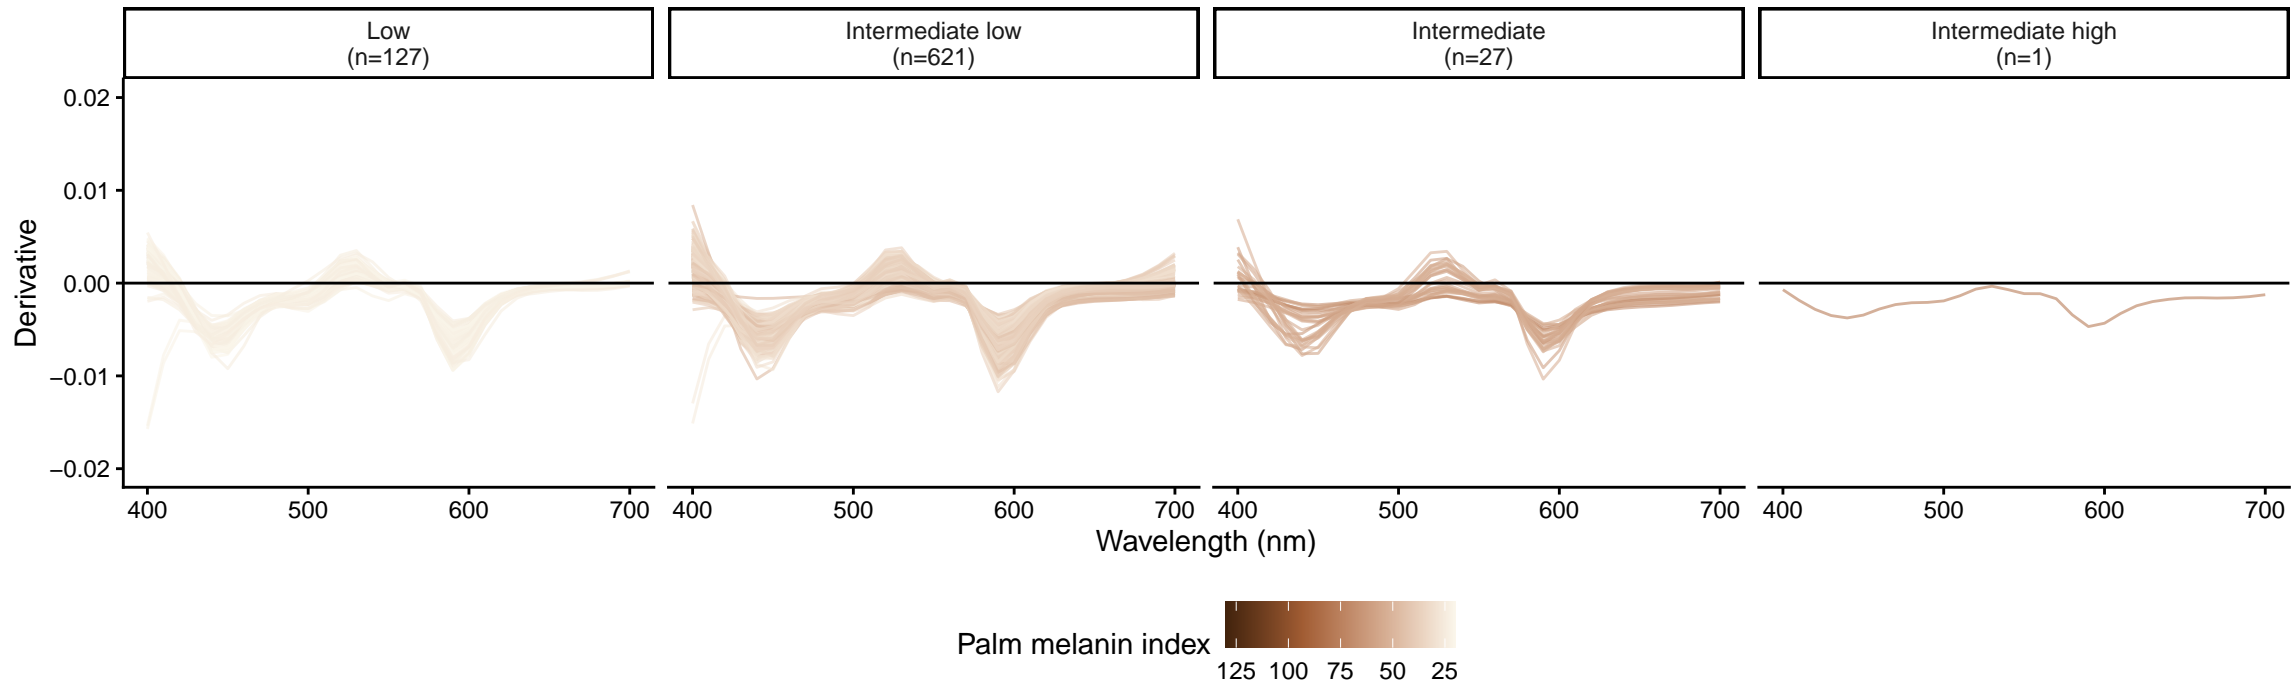 Low
(n=127)
Intermediate low
(n=621)
Intermediate
(n=27)
Intermediate high
(n=1)
Derivative
0.02
0.01
0.00
−0.01
−0.02
400 500 600 700
400 500 600 700
400 500 600 700
400 500 600 700
Wavelength (nm)
Palm melanin index
125 100 75 50 25